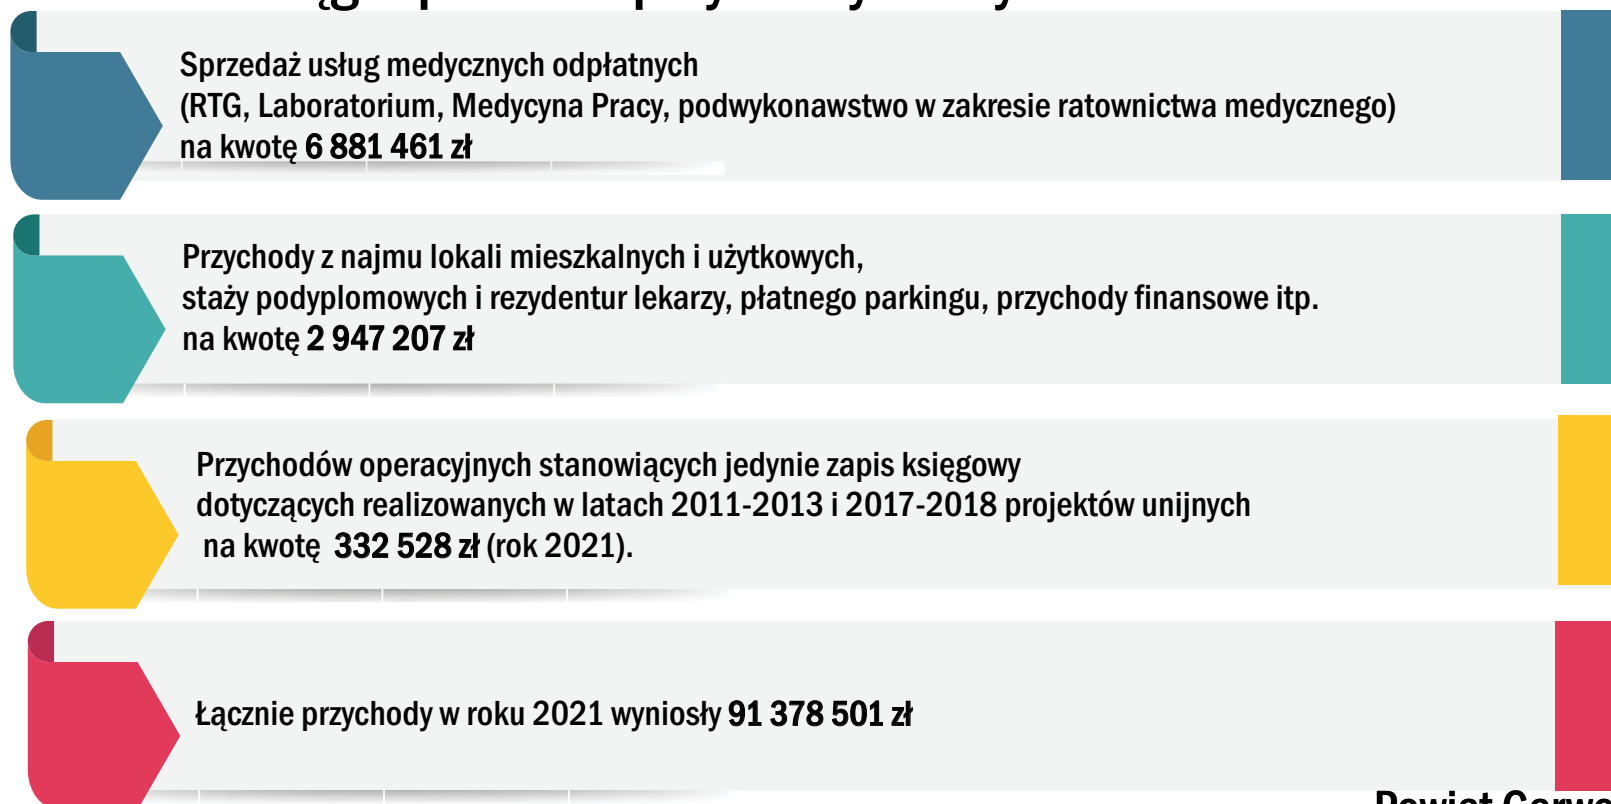 Sprzedaż usług medycznych odpłatnych
(RTG, Laboratorium, Medycyna Pracy, podwykonawstwo w zakresie ratownictwa medycznego)
na kwotę 6 881 461 zł
Przychody z najmu lokali mieszkalnych i użytkowych,
staży podyplomowych i rezydentur lekarzy, płatnego parkingu, przychody finansowe itp.
na kwotę 2 947 207 zł
Przychodów operacyjnych stanowiących jedynie zapis księgowy
dotyczących realizowanych w latach 2011-2013 i 2017-2018 projektów unijnych
na kwotę 332 528 zł (rok 2021).
Łącznie przychody w roku 2021 wyniosły 91 378 501 zł
Powiat